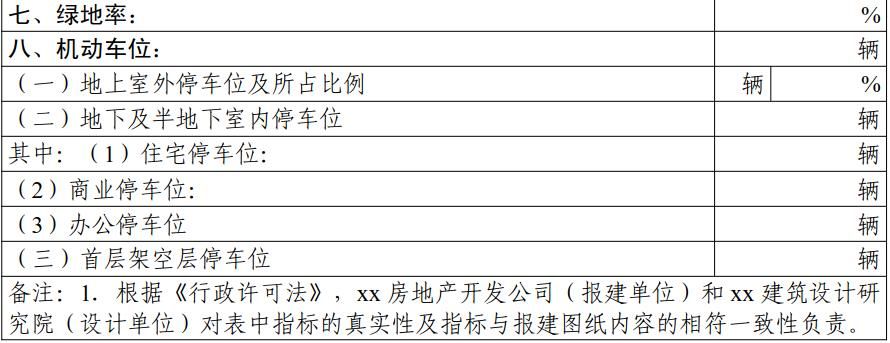 七、绿地率： %
八、机动车位： 辆
（一）地上室外停车位及所占比例 辆 %
（二）地下及半地下室内停车位 辆
其中：（1）住宅停车位： 辆
（2）商业停车位： 辆
（3）办公停车位 辆
（三）首层架空层停车位 辆
备注：1. 根据《行政许可法》，xx 房地产开发公司（报建单位）和 xx 建筑设计研
究院（设计单位）对表中指标的真实性及指标与报建图纸内容的相符一致性负责。